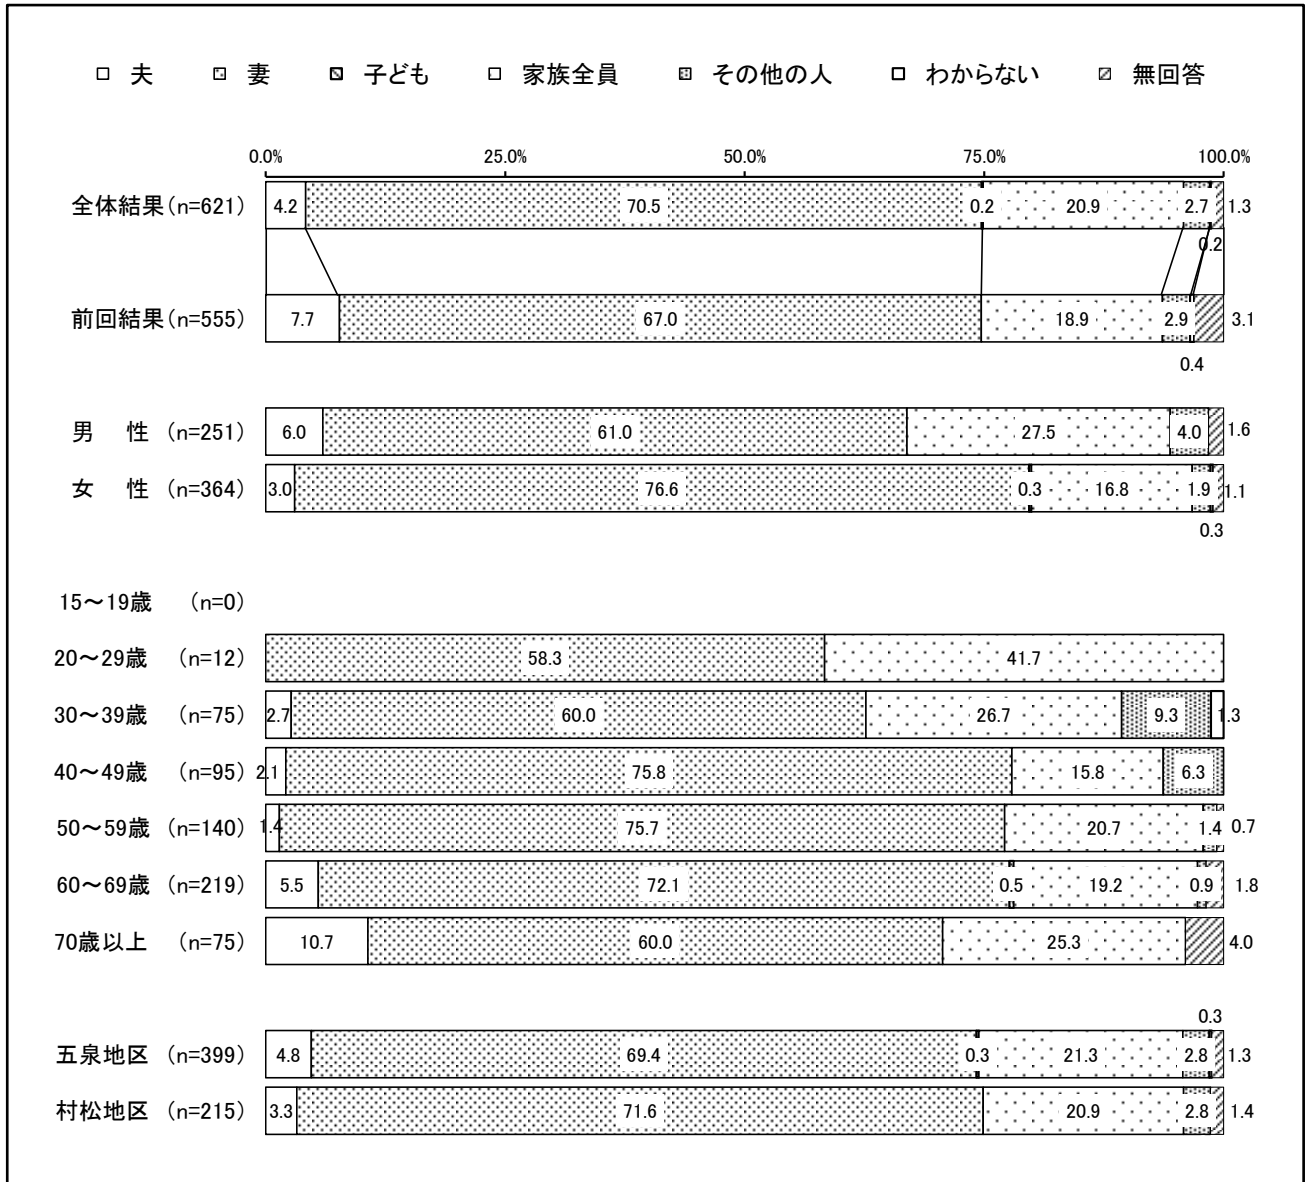 夫 妻 子ども 家族全員 その他の人 わからない 無回答
0.0% 25.0% 50.0% 75.0% 100.0%
全体結果(n=621) 4.2 70.5 0.2 20.9 2.7 1.3
0.2
前回結果(n=555) 7.7 67.0 18.9 2.9 3.1
0.4
男 性 (n=251) 6.0 61.0 27.5 4.0 1.6
女 性 (n=364) 3.0 76.6 0.3 16.8 1.9 1.1
0.3
15～19歳 (n=0)
20～29歳 (n=12) 58.3 41.7
30～39歳 (n=75) 2.7 60.0 26.7 9.3 1.3
40～49歳 (n=95) 2.1 75.8 15.8 6.3
50～59歳 (n=140) 1.4 75.7 20.7 1.4 0.7
60～69歳 (n=219) 5.5 72.1 0.5 19.2 0.9 1.8
70歳以上 (n=75) 10.7 60.0 25.3 4.0
0.3
五泉地区 (n=399) 4.8 69.4 0.3 21.3 2.8 1.3
村松地区 (n=215) 3.3 71.6 20.9 2.8 1.4